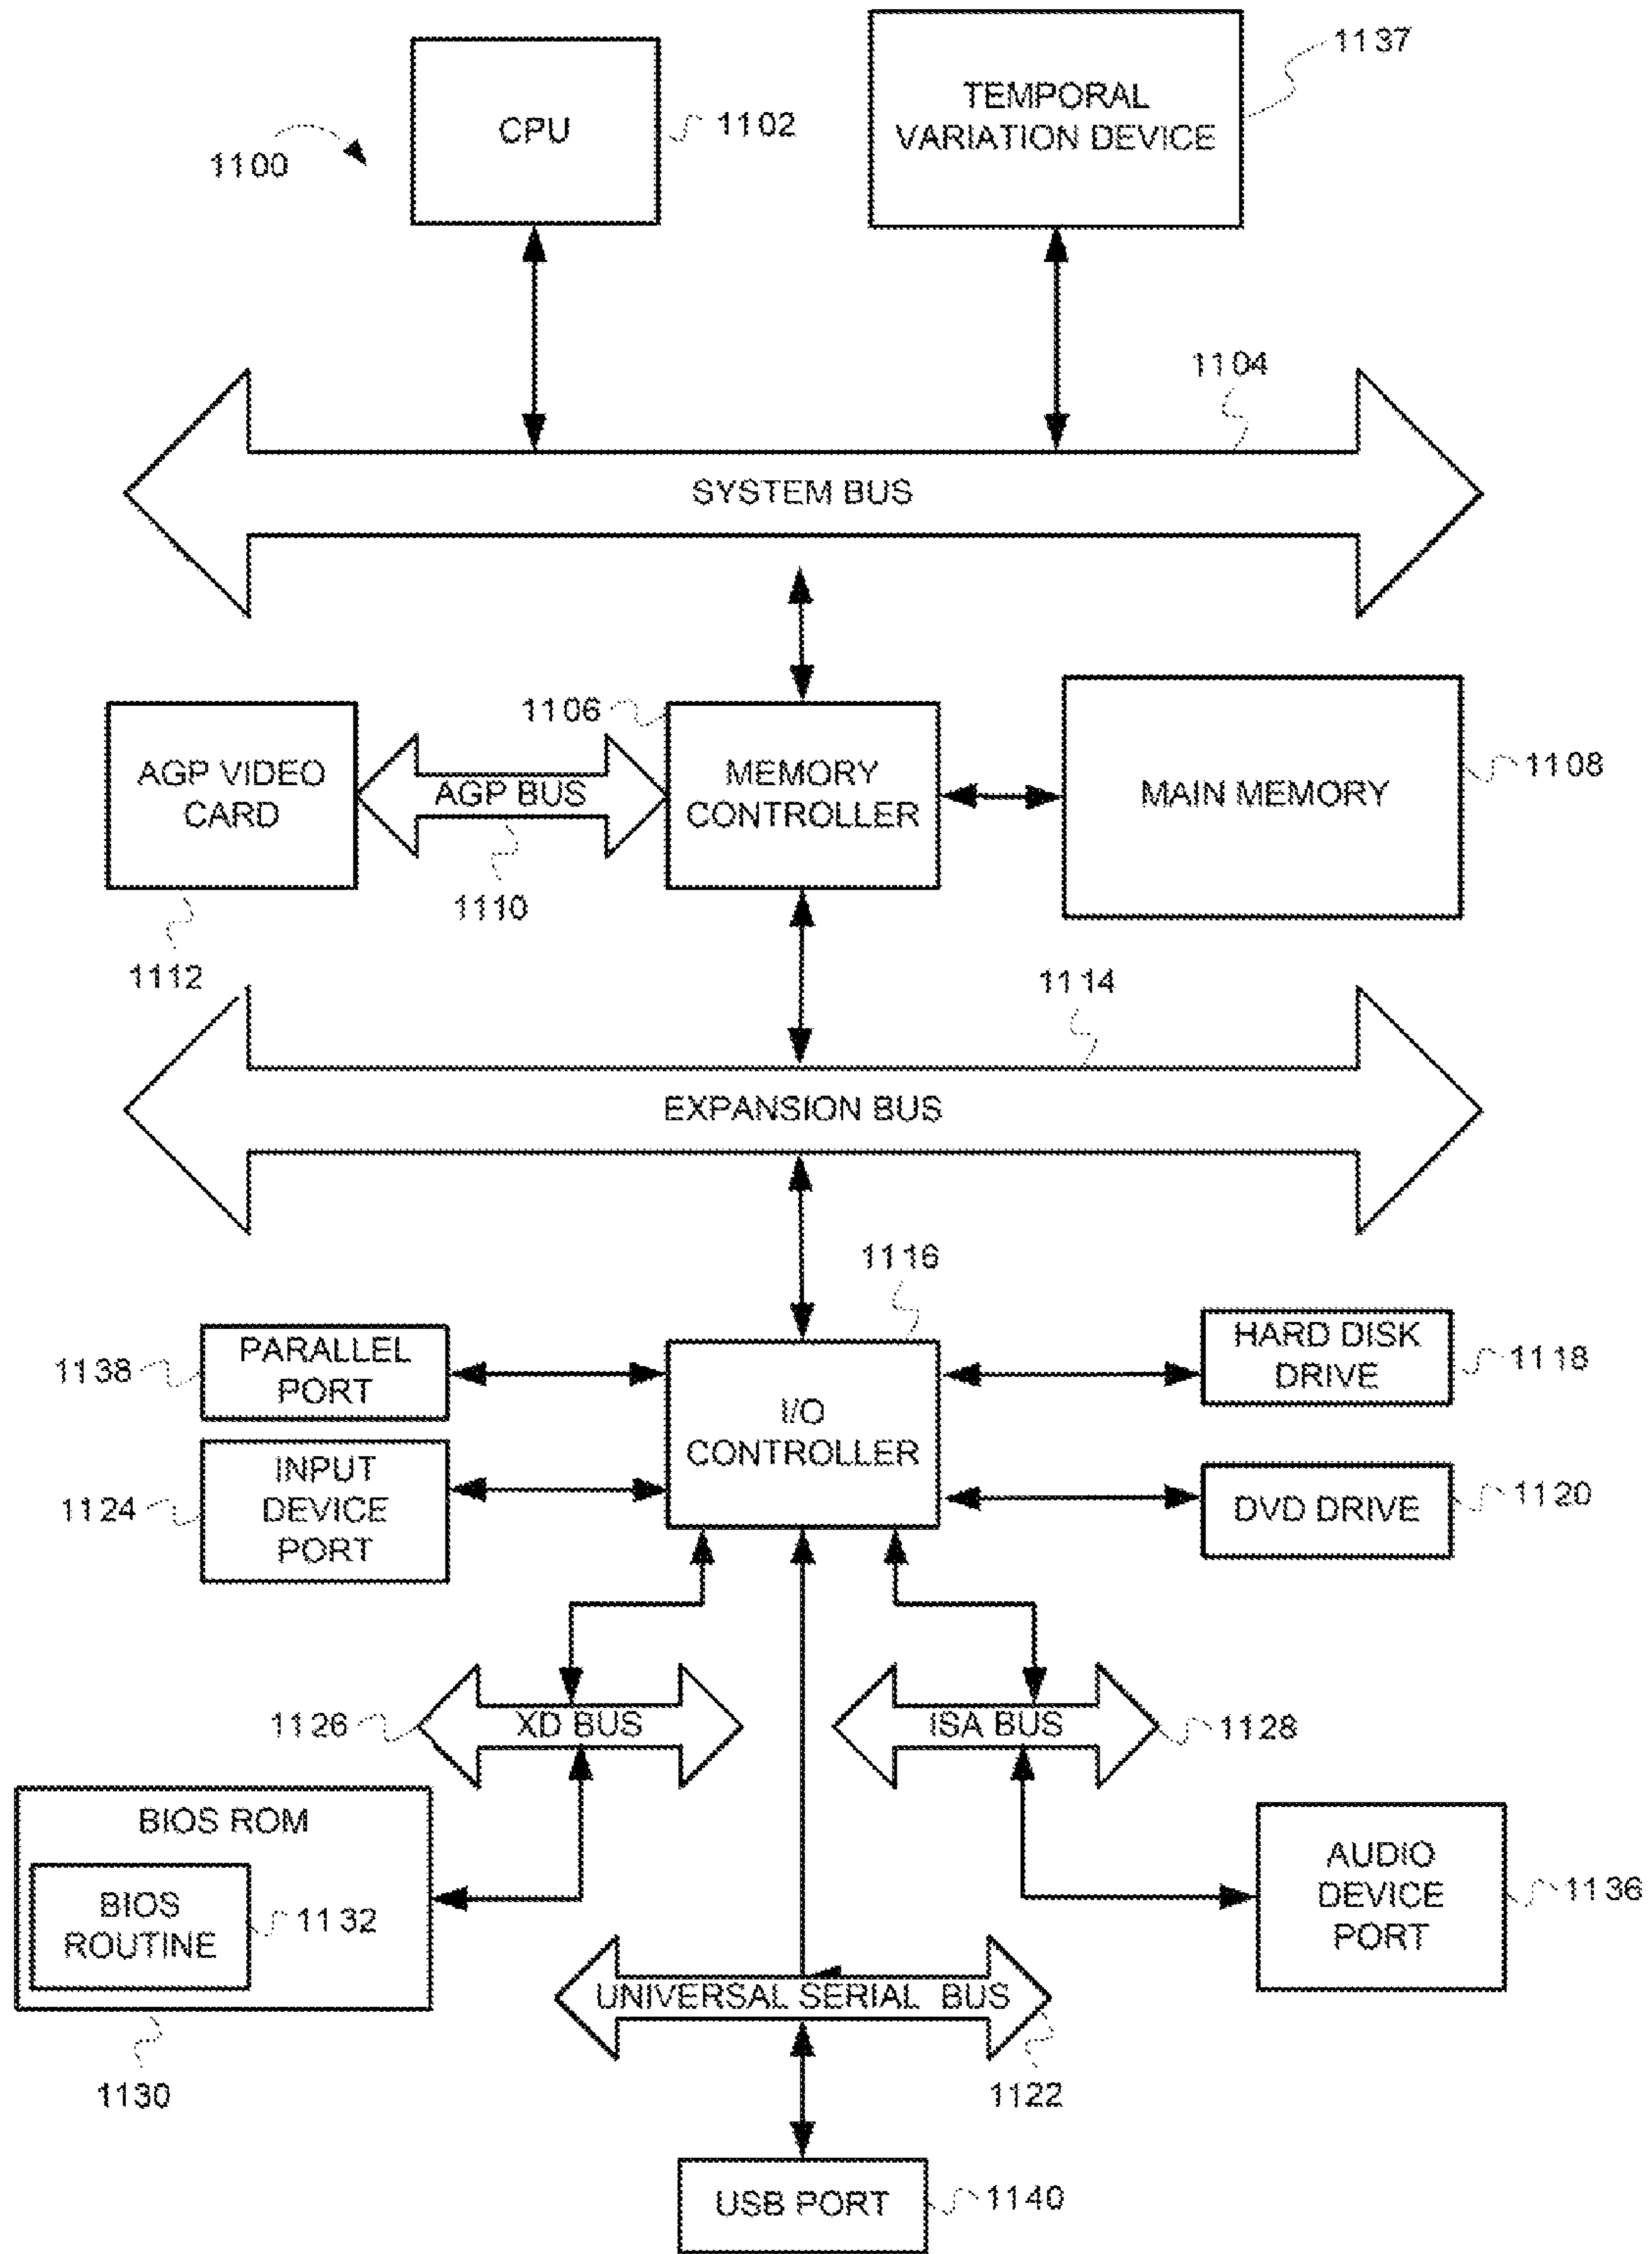 1137
TEMPORAL
VARIATION DEVICE
CPU
1102
1100
1104
SYSTEM BUS
1106
AGP VIDEO
CARD
AGP BUS
MEMORY
CONTROLLER
MAIN MEMORY
1108
1110
1112
1114
EXPANSION BUS
1116
1138
PARALLEL
PORT
HARD DISK
DRIVE
1118
I/O
CONTROLLER
1124
INPUT
DEVICE
PORT
DVD DRIVE
1120
1126
XD BUS
ISA BUS
1128
BIOS ROM
BIOS
ROUTINE
1132
AUDIO
DEVICE
PORT
1136
UNIVERSAL SERIAL BUS
1130
1122
USB PORT
1140